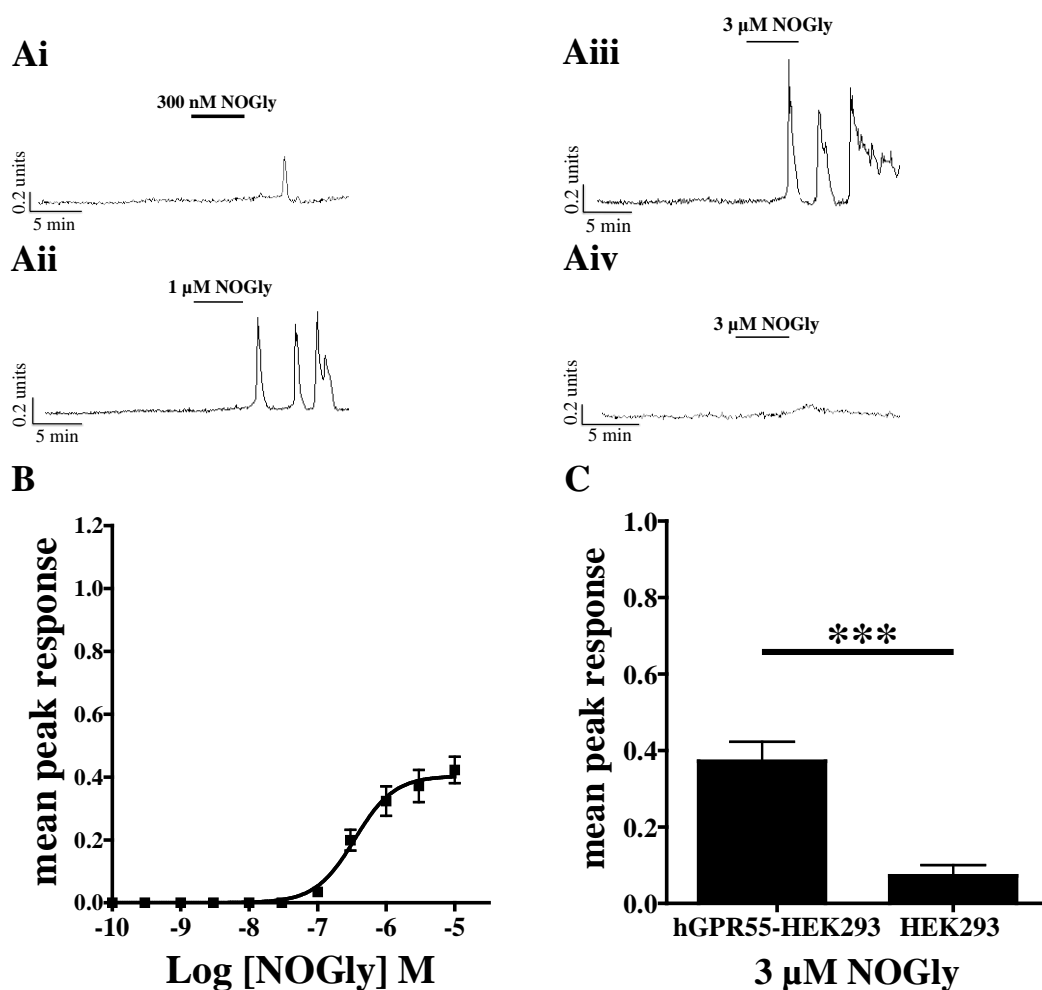 Ai
300 nM NOGly
0.2 units
5 min
Aii
1 µM NOGly
0.2 units
5 min
Aiii
3 µM NOGly
0.2 units
5 min
Aiv
3 µM NOGly
0.2 units
5 min
B
mean peak response
1.2
1.0
0.8
0.6
0.4
0.2
0.0
-10 -9 -8 -7 -6 -5
Log [NOGly] M
C
mean peak response
1.0
0.8
0.6
0.4
0.2
0.0
***
hGPR55-HEK293 HEK293
3 µM NOGly